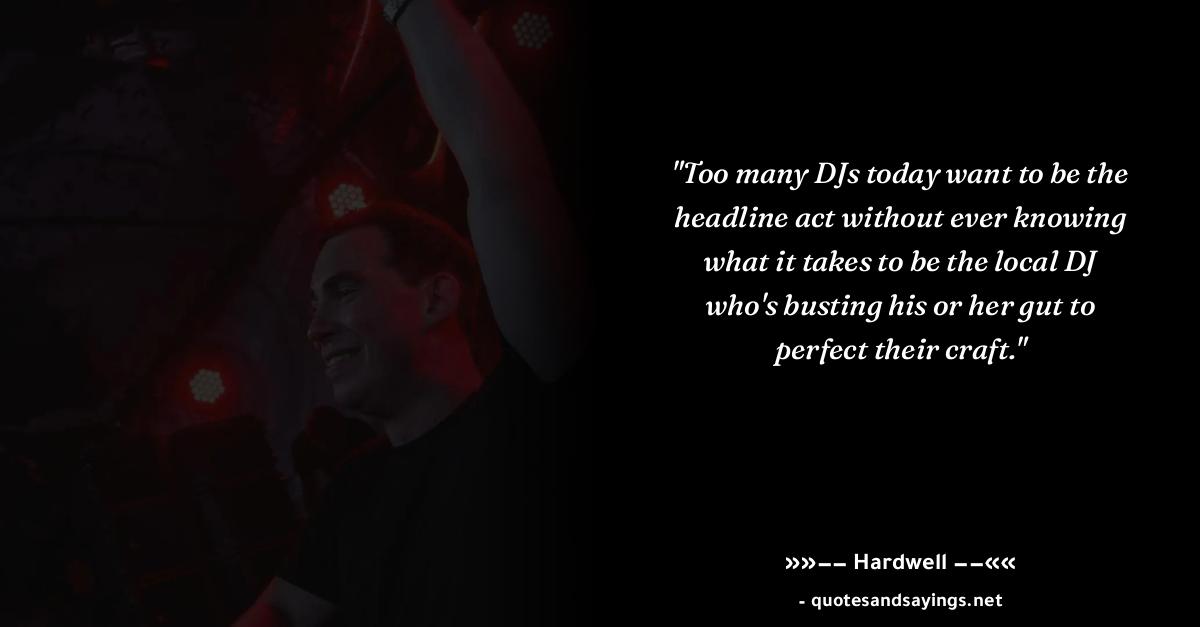 "Too many DJs today want to be the
headline act without ever knowing
what it takes to be the local DJ
who's busting his or her gut to
perfect their craft."
»»–– Hardwell ––««
- quotesandsayings.net